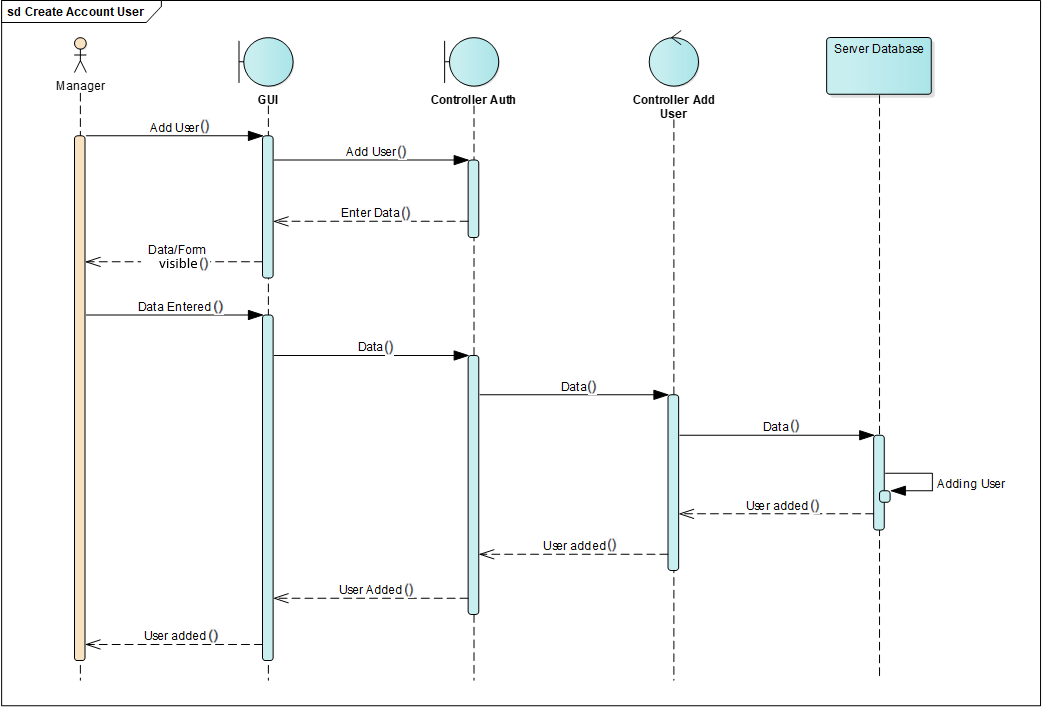 sd Create Account User
Manager
GUI
Controller Auth
Controller Add
User
Server Database
Add User()
Add User()
Enter Data()
Data/Form
visible()
Data Entered ()
Data()
Data()
Data()
Adding User
User added ()
User added()
User Added ()
User added ()